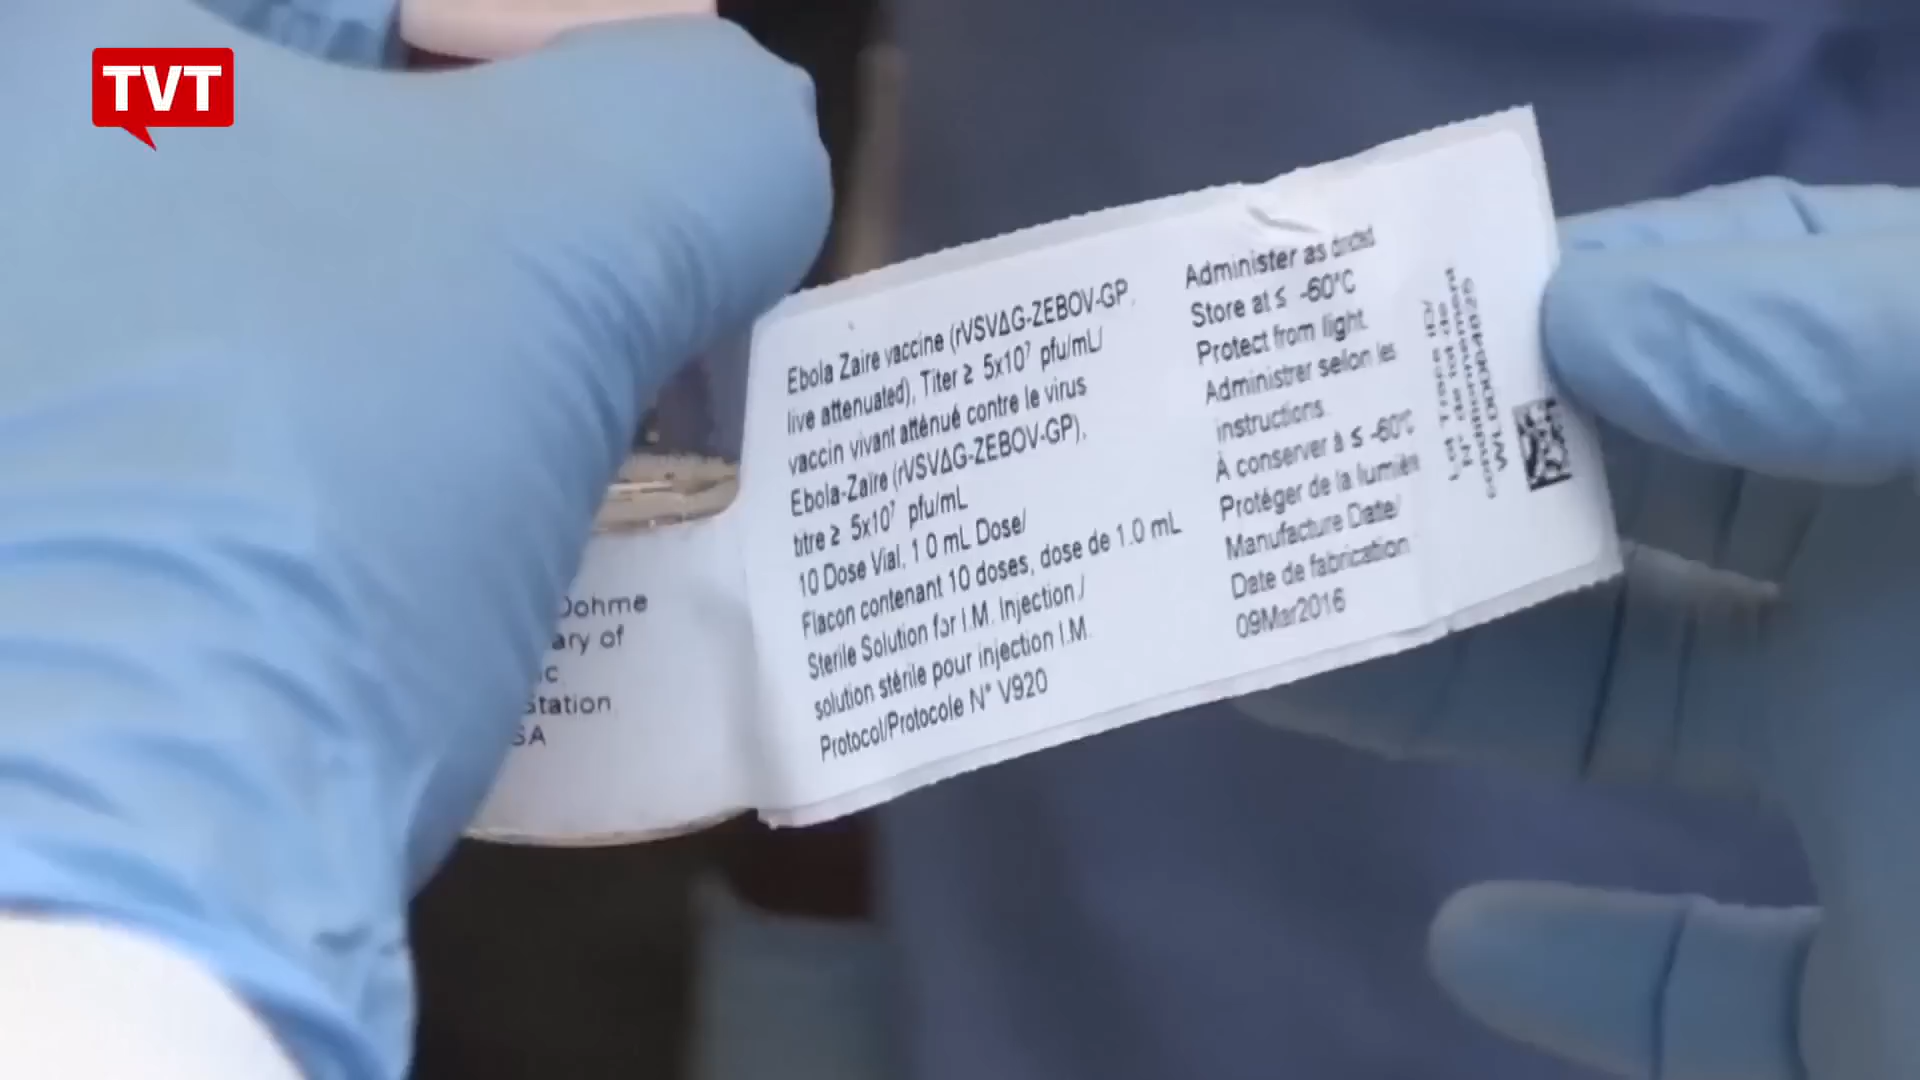 TVT
Dohme
ary of
c
Station
SA
Ebola Zaire vaccine (rVSVΔG-ZEBOV-GP,
live attenuated), Titer ≥ 5x10⁷ pfu/mL/
vaccin vivant atténué contre le virus
Ebola-Zaire (rVSVΔG-ZEBOV-GP),
titre ≥ 5x10⁷ pfu/mL
10 Dose Vial, 1.0 mL Dose/
Flacon contenant 10 doses, dose de 1.0 mL
Sterile Solution for I.M. Injection /
solution stérile pour injection I.M.
Protocol/Protocole N° V920
Administer as directed.
Store at ≤ -60°C
Protect from light.
Administrer selon les
instructions.
À conserver à ≤ -60°C
Protéger de la lumière
Manufacture Date/
Date de fabrication
09Mar2016